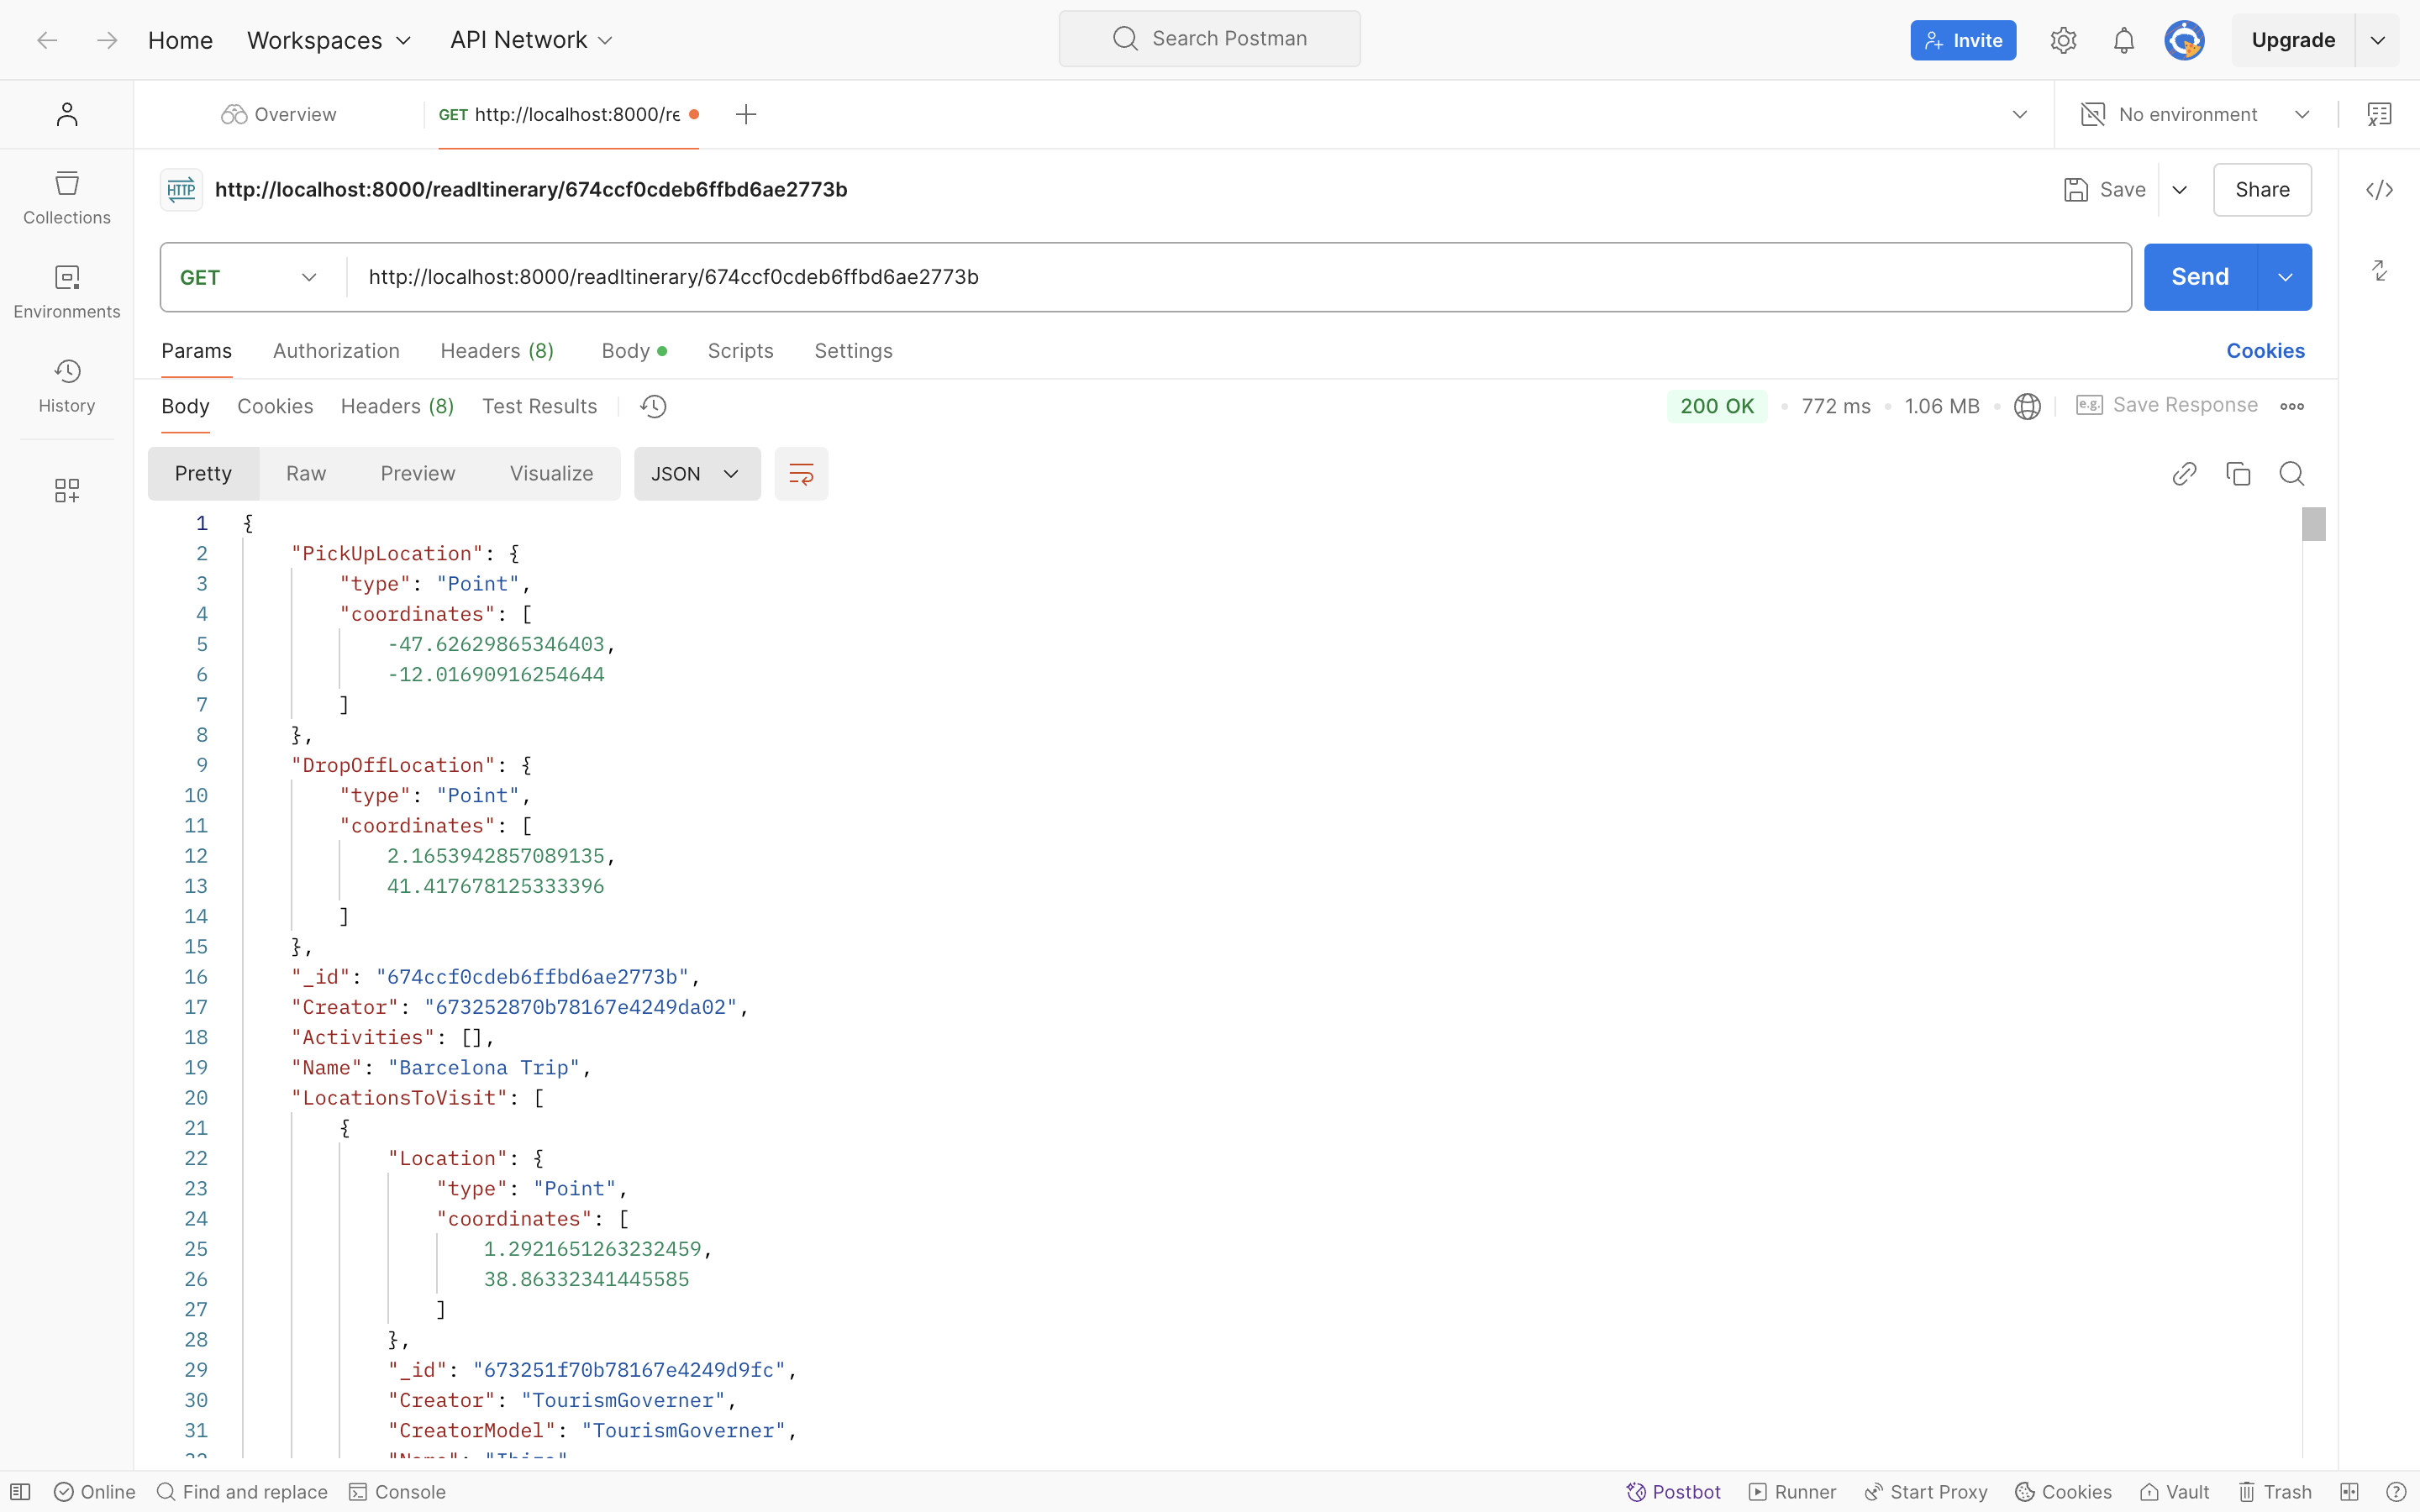 Home Workspaces API Network Search Postman Invite Upgrade
Overview GET http://localhost:8000/re No environment
HTTP http://localhost:8000/readItinerary/674ccf0cdeb6ffbd6ae2773b Save Share
Collections
GET http://localhost:8000/readItinerary/674ccf0cdeb6ffbd6ae2773b Send
Environments
Params Authorization Headers (8) Body Scripts Settings Cookies
History
Body Cookies Headers (8) Test Results 200 OK 772 ms 1.06 MB e.g. Save Response
Pretty Raw Preview Visualize JSON
1 {
2 "PickUpLocation": {
3 "type": "Point",
4 "coordinates": [
5 -47.62629865346403,
6 -12.01690916254644
7 ]
8 },
9 "DropOffLocation": {
10 "type": "Point",
11 "coordinates": [
12 2.1653942857089135,
13 41.417678125333396
14 ]
15 },
16 "_id": "674ccf0cdeb6ffbd6ae2773b",
17 "Creator": "673252870b78167e4249da02",
18 "Activities": [],
19 "Name": "Barcelona Trip",
20 "LocationsToVisit": [
21 {
22 "Location": {
23 "type": "Point",
24 "coordinates": [
25 1.2921651263232459,
26 38.86332341445585
27 ]
28 },
29 "_id": "673251f70b78167e4249d9fc",
30 "Creator": "TourismGoverner",
31 "CreatorModel": "TourismGoverner",
Online Find and replace Console Postbot Runner Start Proxy Cookies Vault Trash